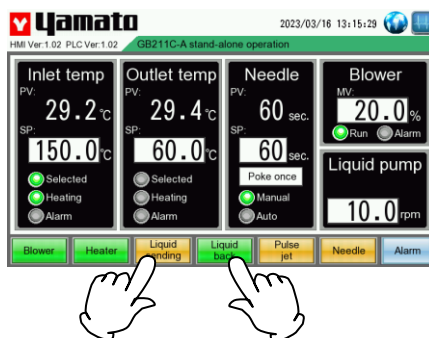 Yamato
2023/03/16 13:15:29
HMI Ver:1.02 PLC Ver:1.02
GB211C-A stand-alone operation
Inlet temp
PV:
29.2℃
SP:
150.0℃
Selected
Heating
Alarm
Outlet temp
PV:
29.4℃
SP:
60.0℃
Selected
Heating
Alarm
Needle
PV:
60 sec.
SP:
60 sec.
Poke once
Manual
Auto
Blower
MV:
20.0%
Run
Alarm
Liquid pump
10.0rpm
Blower
Heater
Liquid
Liquid
back
Pulse
jet
Needle
Alarm